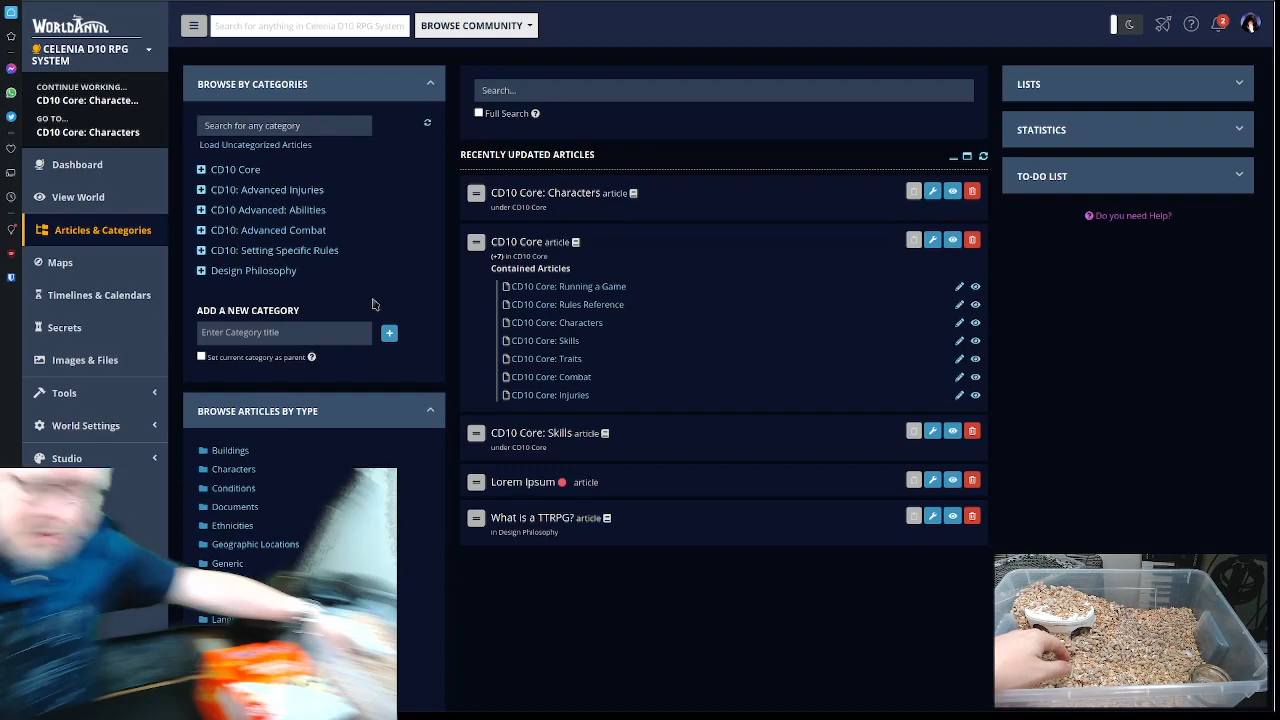 WORLDANVIL
Search for anything in Celenia D10 RPG System
BROWSE COMMUNITY
2
CELENIA D10 RPG SYSTEM
CONTINUE WORKING...
CD10 Core: Characte...
GO TO...
CD10 Core: Characters
Dashboard
View World
Articles & Categories
Maps
Timelines & Calendars
Secrets
Images & Files
Tools
World Settings
Studio
BROWSE BY CATEGORIES
Search for any category
Load Uncategorized Articles
CD10 Core
CD10: Advanced Injuries
CD10 Advanced: Abilities
CD10: Advanced Combat
CD10: Setting Specific Rules
Design Philosophy
ADD A NEW CATEGORY
Enter Category title
Set current category as parent
BROWSE ARTICLES BY TYPE
Buildings
Characters
Conditions
Documents
Ethnicities
Geographic Locations
Generic
Lang
Search...
Full Search
RECENTLY UPDATED ARTICLES
CD10 Core: Characters article
under CD10 Core
CD10 Core article
(+7) in CD10 Core
Contained Articles
CD10 Core: Running a Game
CD10 Core: Rules Reference
CD10 Core: Characters
CD10 Core: Skills
CD10 Core: Traits
CD10 Core: Combat
CD10 Core: Injuries
CD10 Core: Skills article
under CD10 Core
Lorem Ipsum article
What is a TTRPG? article
in Design Philosophy
LISTS
STATISTICS
TO-DO LIST
Do you need Help?